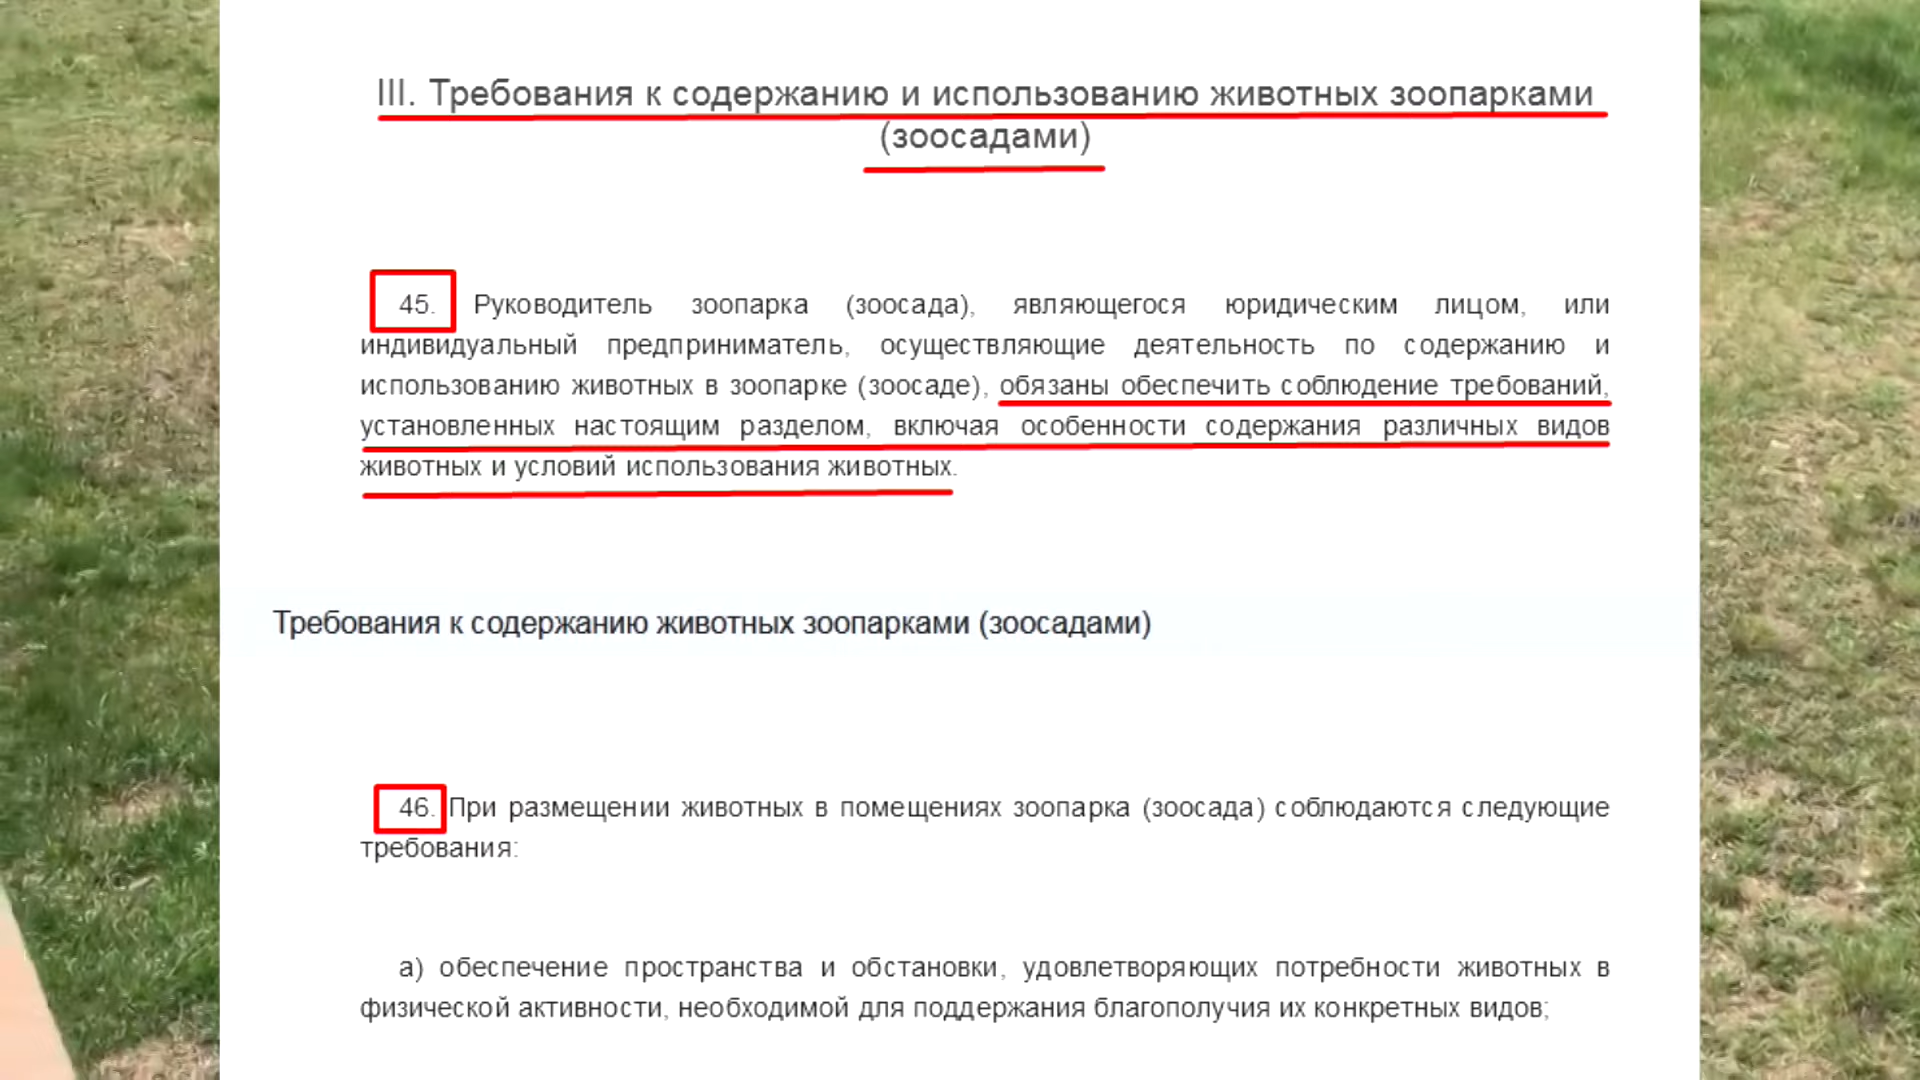 III. Требования к содержанию и использованию животных зоопарками
(зоосадами)
45. Руководитель зоопарка (зоосада), являющегося юридическим лицом, или
индивидуальный предприниматель, осуществляющие деятельность по содержанию и
использованию животных в зоопарке (зоосаде), обязаны обеспечить соблюдение требований,
установленных настоящим разделом, включая особенности содержания различных видов
животных и условий использования животных.
Требования к содержанию животных зоопарками (зоосадами)
46. При размещении животных в помещениях зоопарка (зоосада) соблюдаются следующие
требования:
а) обеспечение пространства и обстановки, удовлетворяющих потребности животных в
физической активности, необходимой для поддержания благополучия их конкретных видов;